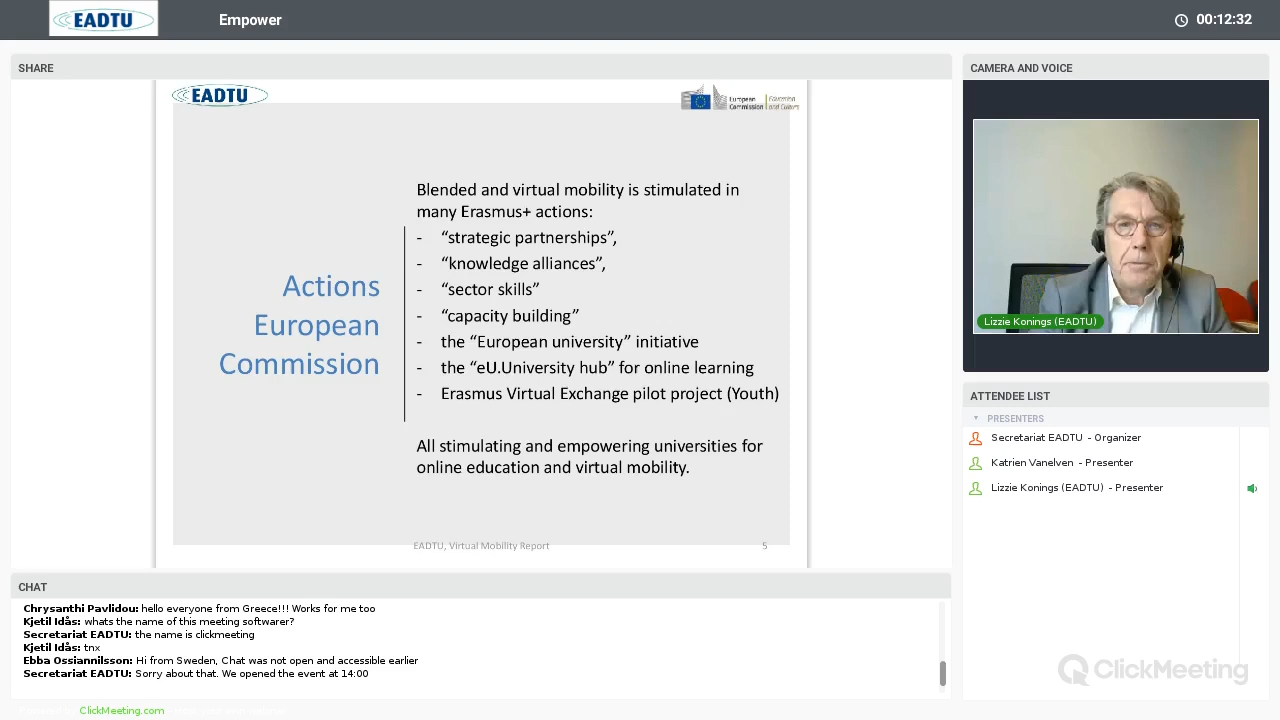 EADTU
Empower
00:12:32
SHARE
CAMERA AND VOICE
EADTU
European
Commission
Education
and Culture
Blended and virtual mobility is stimulated in
many Erasmus+ actions:
- “strategic partnerships”,
- “knowledge alliances”,
- “sector skills”
- “capacity building”
- the “European university” initiative
- the “eU.University hub” for online learning
- Erasmus Virtual Exchange pilot project (Youth)
Actions
European
Commission
All stimulating and empowering universities for
online education and virtual mobility.
EADTU, Virtual Mobility Report
5
Lizzie Konings (EADTU)
ATTENDEE LIST
PRESENTERS
Secretariat EADTU - Organizer
Katrien Vanelven - Presenter
Lizzie Konings (EADTU) - Presenter
CHAT
Chrysanthi Pavlidou: hello everyone from Greece!!! Works for me too
Kjetil Idås: whats the name of this meeting softwarer?
Secretariat EADTU: the name is clickmeeting
Kjetil Idås: tnx
Ebba Ossiannilsson: Hi from Sweden, Chat was not open and accessible earlier
Secretariat EADTU: Sorry about that. We opened the event at 14:00
ClickMeeting
ClickMeeting.com